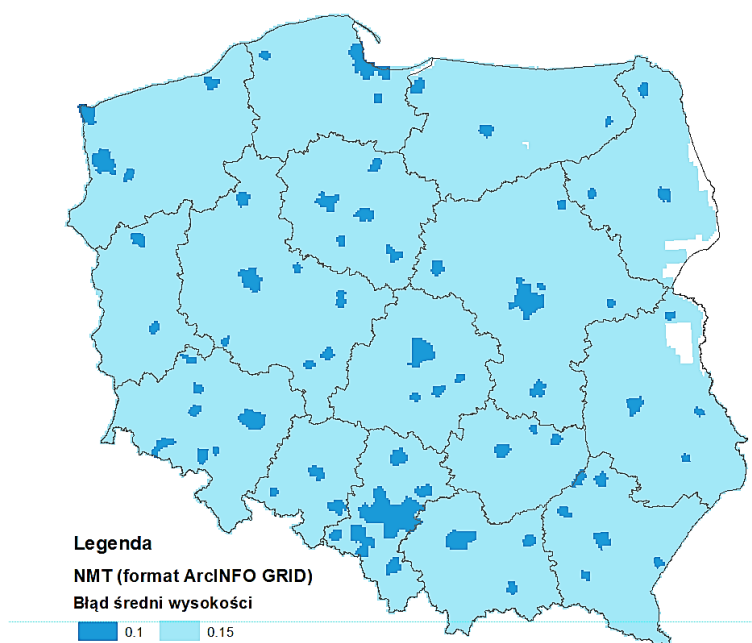 Legenda
NMT (format ArcINFO GRID)
Błąd średni wysokości
0.1 0.15